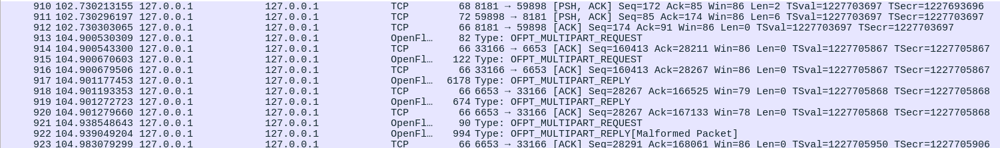 910 102.730213155 127.0.0.1 127.0.0.1 TCP 68 8181 → 59898 [PSH, ACK] Seq=172 Ack=85 Win=86 Len=2 TSval=1227703697 TSecr=1227693696
911 102.730296197 127.0.0.1 127.0.0.1 TCP 72 59898 → 8181 [PSH, ACK] Seq=85 Ack=174 Win=86 Len=6 TSval=1227703697 TSecr=1227703697
912 102.730303065 127.0.0.1 127.0.0.1 TCP 66 8181 → 59898 [ACK] Seq=174 Ack=91 Win=86 Len=0 TSval=1227703697 TSecr=1227703697
913 104.900530309 127.0.0.1 127.0.0.1 OpenFl… 82 Type: OFPT_MULTIPART_REQUEST
914 104.900543300 127.0.0.1 127.0.0.1 TCP 66 33166 → 6653 [ACK] Seq=160413 Ack=28211 Win=86 Len=0 TSval=1227705867 TSecr=1227705867
915 104.900670603 127.0.0.1 127.0.0.1 OpenFl… 122 Type: OFPT_MULTIPART_REQUEST
916 104.900679506 127.0.0.1 127.0.0.1 TCP 66 33166 → 6653 [ACK] Seq=160413 Ack=28267 Win=86 Len=0 TSval=1227705867 TSecr=1227705867
917 104.901177453 127.0.0.1 127.0.0.1 OpenFl… 6178 Type: OFPT_MULTIPART_REPLY
918 104.901193353 127.0.0.1 127.0.0.1 TCP 66 6653 → 33166 [ACK] Seq=28267 Ack=166525 Win=79 Len=0 TSval=1227705868 TSecr=1227705868
919 104.901272723 127.0.0.1 127.0.0.1 OpenFl… 674 Type: OFPT_MULTIPART_REPLY
920 104.901279660 127.0.0.1 127.0.0.1 TCP 66 6653 → 33166 [ACK] Seq=28267 Ack=167133 Win=78 Len=0 TSval=1227705868 TSecr=1227705868
921 104.938548643 127.0.0.1 127.0.0.1 OpenFl… 90 Type: OFPT_MULTIPART_REQUEST
922 104.939049204 127.0.0.1 127.0.0.1 OpenFl… 994 Type: OFPT_MULTIPART_REPLY[Malformed Packet]
923 104.983079299 127.0.0.1 127.0.0.1 TCP 66 6653 → 33166 [ACK] Seq=28291 Ack=168061 Win=86 Len=0 TSval=1227705950 TSecr=1227705906